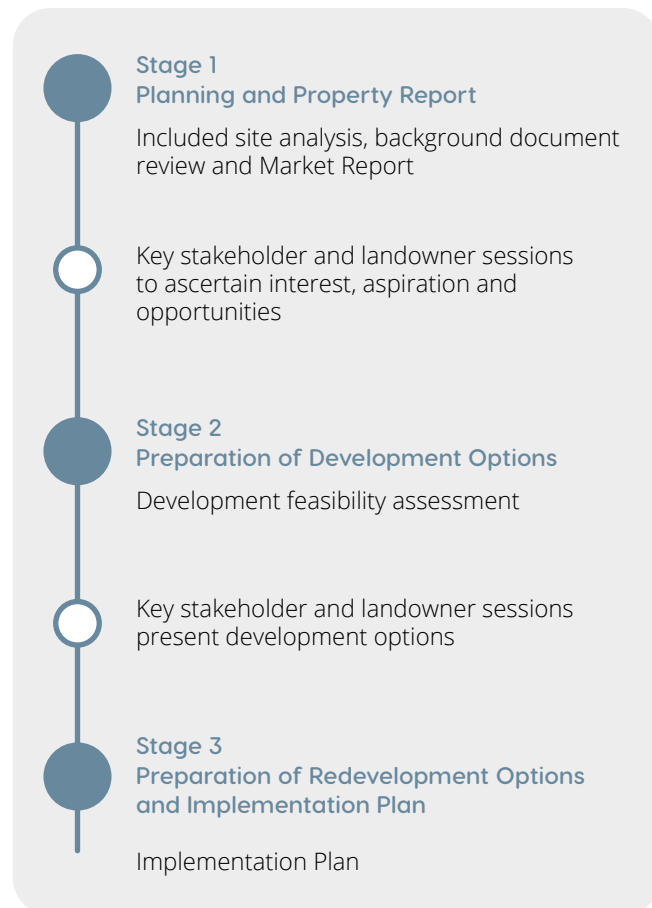 Stage 1
Planning and Property Report
Included site analysis, background document
review and Market Report
Key stakeholder and landowner sessions
to ascertain interest, aspiration and
opportunities
Stage 2
Preparation of Development Options
Development feasibility assessment
Key stakeholder and landowner sessions
present development options
Stage 3
Preparation of Redevelopment Options
and Implementation Plan
Implementation Plan